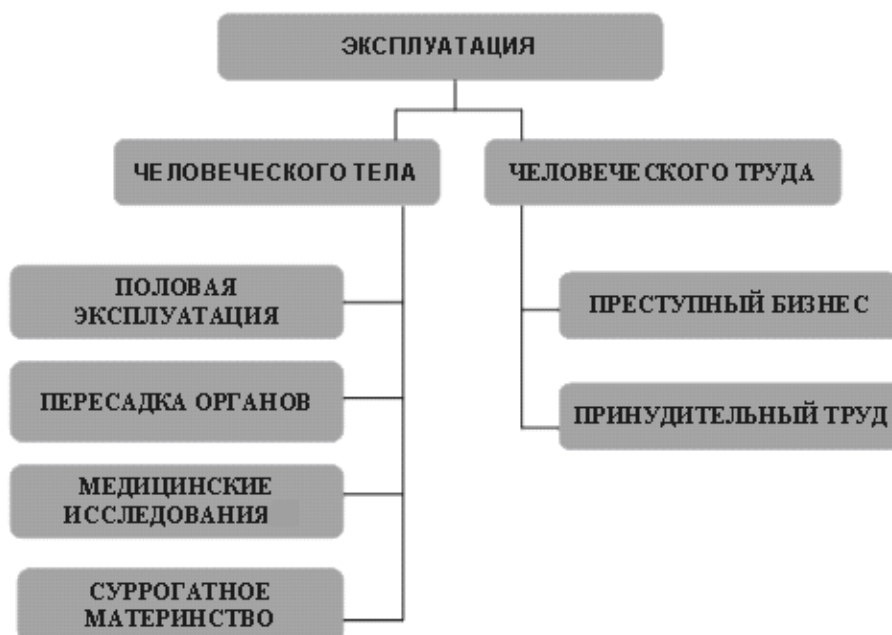 ЭКСПЛУАТАЦИЯ
ЧЕЛОВЕЧЕСКОГО ТЕЛА
ЧЕЛОВЕЧЕСКОГО ТРУДА
ПОЛОВАЯ
ЭКСПЛУАТАЦИЯ
ПЕРЕСАДКА ОРГАНОВ
МЕДИЦИНСКИЕ
ИССЛЕДОВАНИЯ
СУРРОГАТНОЕ
МАТЕРИНСТВО
ПРЕСТУПНЫЙ БИЗНЕС
ПРИНУДИТЕЛЬНЫЙ ТРУД